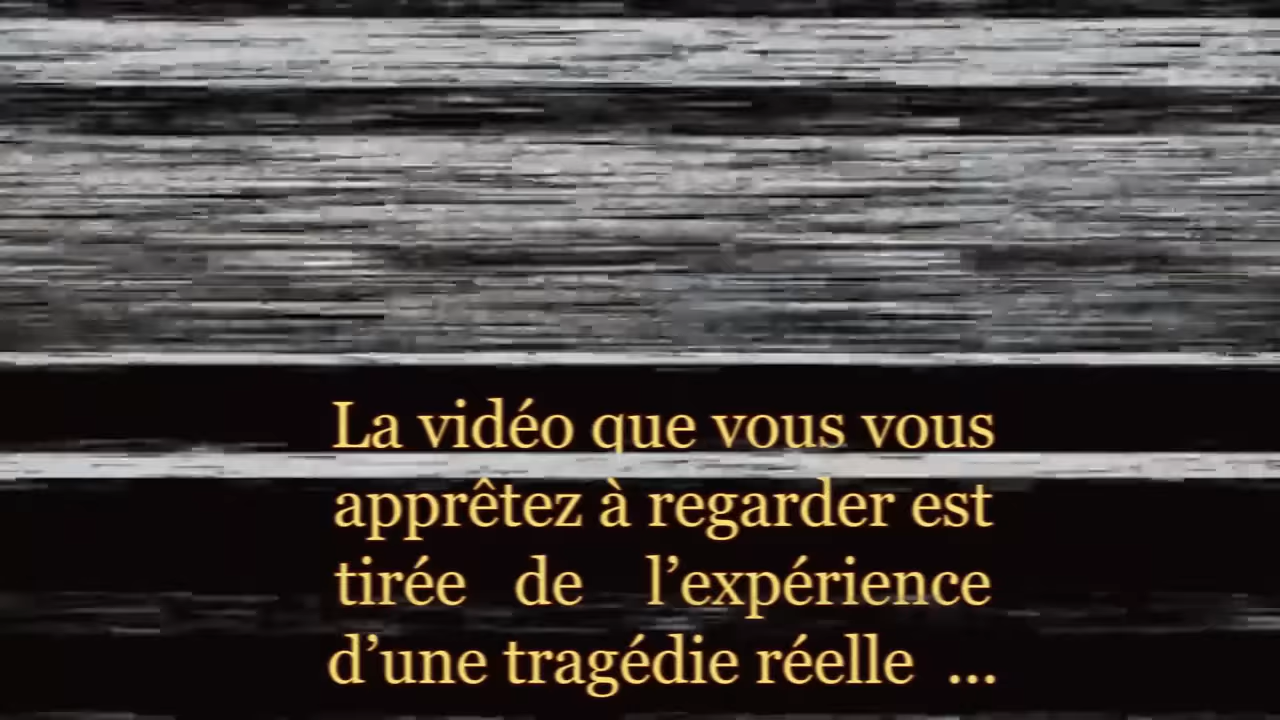 La vidéo que vous vous
apprêtez à regarder est
tirée de l’expérience
d’une tragédie réelle ...